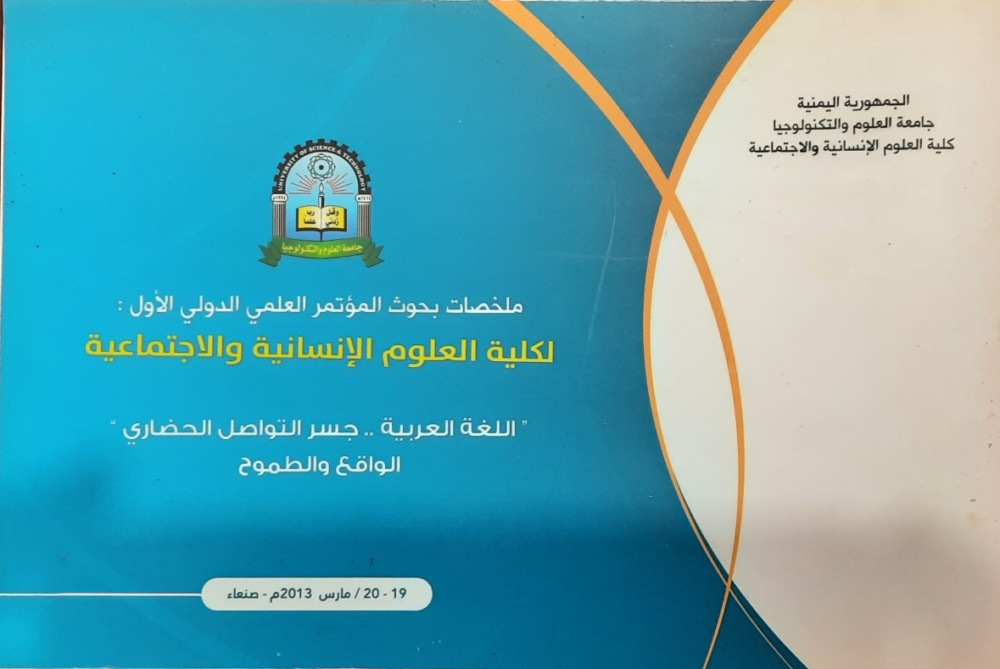 الجمهورية اليمنية
جامعة العلوم والتكنولوجيا
كلية العلوم الإنسانية والاجتماعية
UNIVERSITY OF SCIENCE & TECHNOLOGY
١٤١٤هـ
١٩٩٤م
وقل رب
زدني علما
جامعة العلوم والتكنولوجيا
ملخصات بحوث المؤتمر العلمي الدولي الأول :
لكلية العلوم الإنسانية والاجتماعية
" اللغة العربية .. جسر التواصل الحضاري "
الواقع والطموح
19 - 20 / مارس 2013م - صنعاء